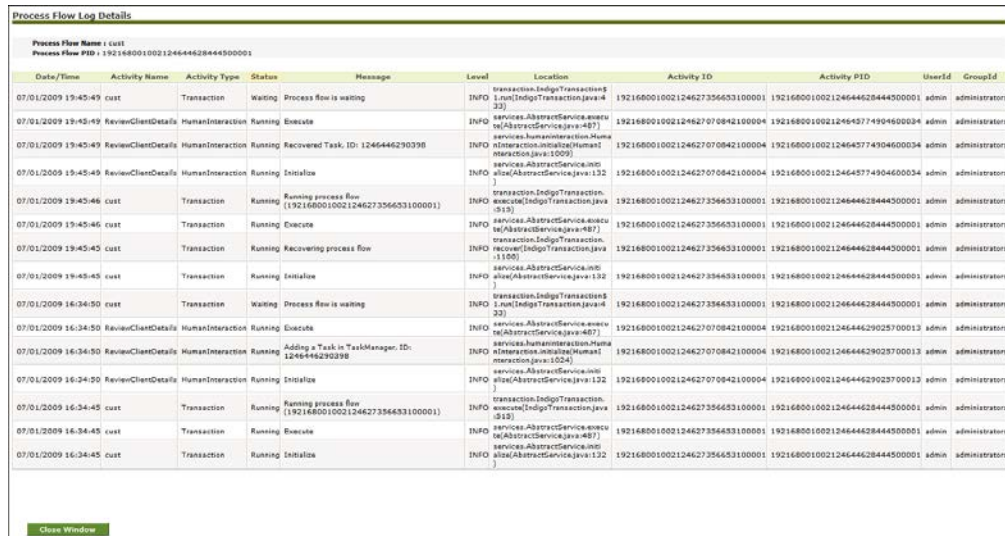 Process Flow Log Details
Process Flow Name : cust
Process Flow PID : 192168001002124644628444500001
Date/Time Activity Name Activity Type Status Message Level Location Activity ID Activity PID UserId GroupId
07/01/2009 19:45:49 cust Transaction Waiting Process flow is waiting INFO transaction.IndigoTransaction$1.run(IndigoTransaction.java:433) 192168001002124627356653100001 192168001002124644628444500001 admin administrators
07/01/2009 19:45:49 ReviewClientDetails HumanInteraction Running Execute INFO services.AbstractService.execute(AbstractService.java:487) 192168001002124627070842100004 192168001002124645774904600034 admin administrators
07/01/2009 19:45:49 ReviewClientDetails HumanInteraction Running Recovered Task, ID: 1246446290398 INFO services.humaninteraction.HumanInteraction.initialize(HumanInteraction.java:1009) 192168001002124627070842100004 192168001002124645774904600034 admin administrators
07/01/2009 19:45:49 ReviewClientDetails HumanInteraction Running Initialize INFO services.AbstractService.initialize(AbstractService.java:132) 192168001002124627070842100004 192168001002124645774904600034 admin administrators
07/01/2009 19:45:46 cust Transaction Running Running process flow (192168001002124627356653100001) INFO transaction.IndigoTransaction.execute(IndigoTransaction.java:515) 192168001002124627356653100001 192168001002124644628444500001 admin administrators
07/01/2009 19:45:46 cust Transaction Running Execute INFO services.AbstractService.execute(AbstractService.java:487) 192168001002124627356653100001 192168001002124644628444500001 admin administrators
07/01/2009 19:45:45 cust Transaction Running Recovering process flow INFO transaction.IndigoTransaction.recover(IndigoTransaction.java:1108) 192168001002124627356653100001 192168001002124644628444500001 admin administrators
07/01/2009 19:45:45 cust Transaction Running Initialize INFO services.AbstractService.initialize(AbstractService.java:132) 192168001002124627356653100001 192168001002124644628444500001 admin administrators
07/01/2009 16:34:50 cust Transaction Waiting Process flow is waiting INFO transaction.IndigoTransaction$1.run(IndigoTransaction.java:433) 192168001002124627356653100001 192168001002124644628444500001 admin administrators
07/01/2009 16:34:50 ReviewClientDetails HumanInteraction Running Execute INFO services.AbstractService.execute(AbstractService.java:487) 192168001002124627070842100004 192168001002124644629025700013 admin administrators
07/01/2009 16:34:50 ReviewClientDetails HumanInteraction Running Adding a Task in TaskManager, ID: 1246446290398 INFO services.humaninteraction.HumanInteraction.initialize(HumanInteraction.java:1024) 192168001002124627070842100004 192168001002124644629025700013 admin administrators
07/01/2009 16:34:50 ReviewClientDetails HumanInteraction Running Initialize INFO services.AbstractService.initialize(AbstractService.java:132) 192168001002124627070842100004 192168001002124644629025700013 admin administrators
07/01/2009 16:34:45 cust Transaction Running Running process flow (192168001002124627356653100001) INFO transaction.IndigoTransaction.execute(IndigoTransaction.java:515) 192168001002124627356653100001 192168001002124644628444500001 admin administrators
07/01/2009 16:34:45 cust Transaction Running Execute INFO services.AbstractService.execute(AbstractService.java:487) 192168001002124627356653100001 192168001002124644628444500001 admin administrators
07/01/2009 16:34:45 cust Transaction Running Initialize INFO services.AbstractService.initialize(AbstractService.java:132) 192168001002124627356653100001 192168001002124644628444500001 admin administrators
Close Window